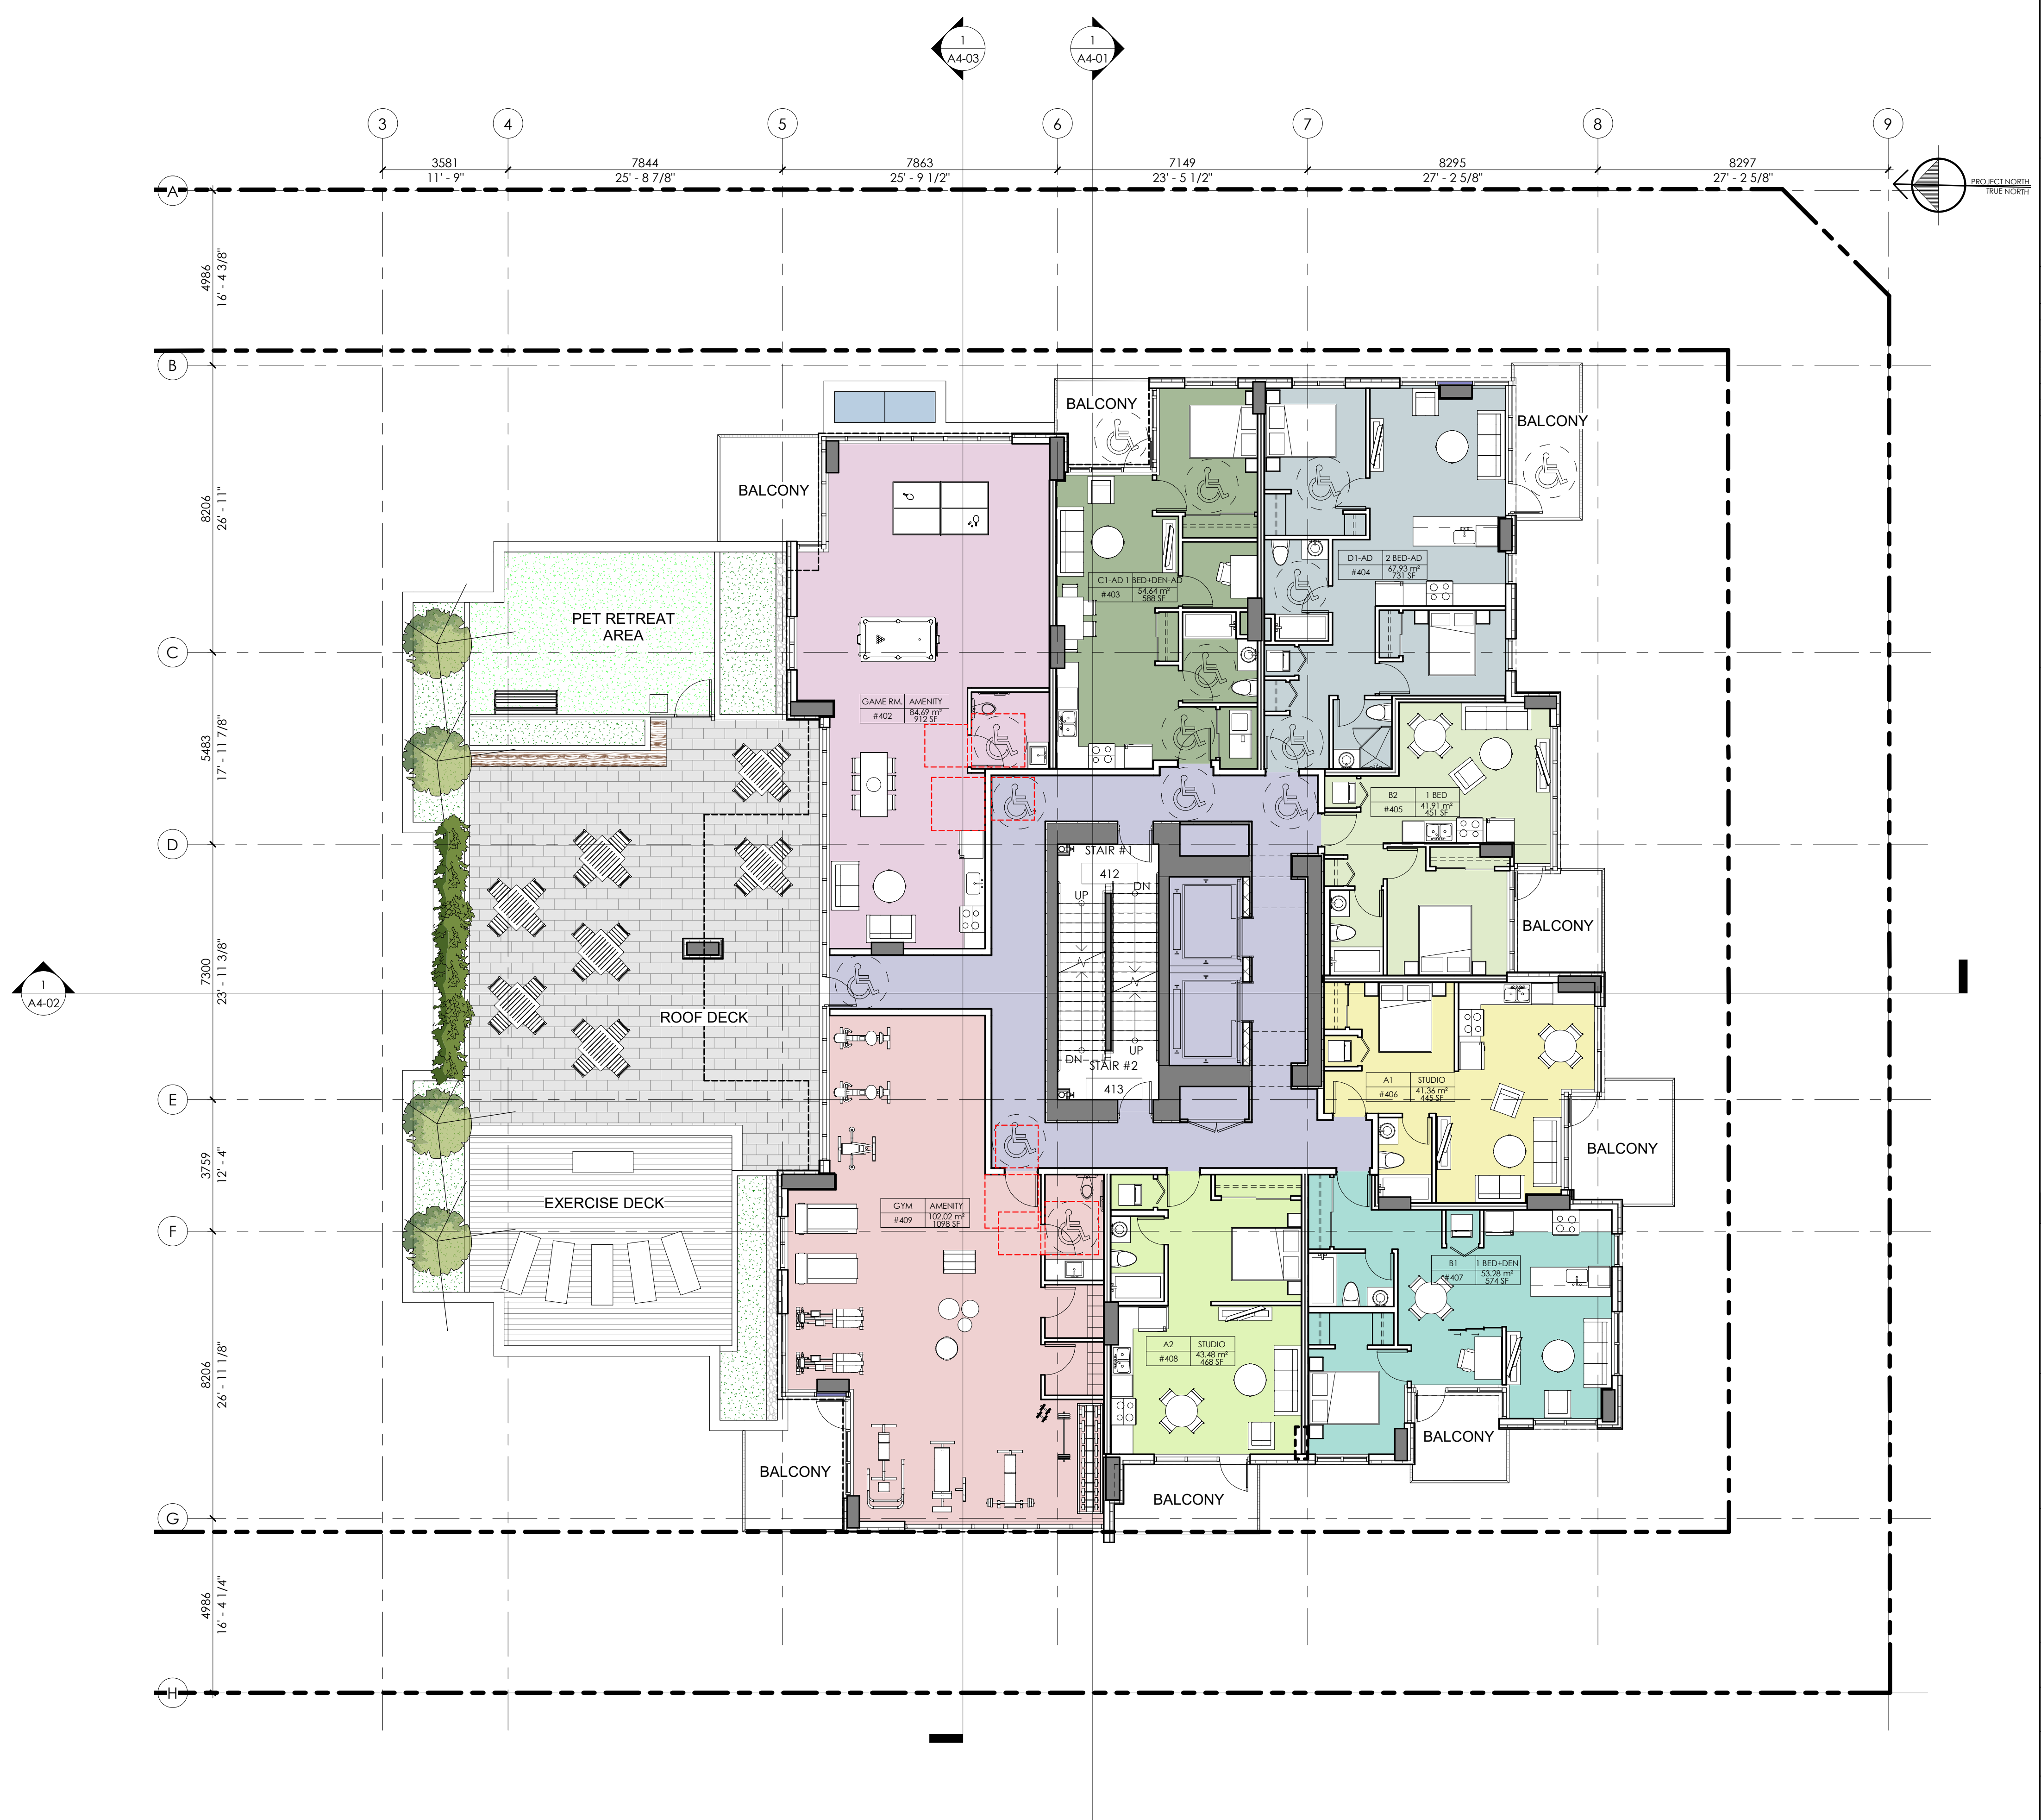 1
A4-03
1
A4-01
3
4
5
6
7
8
9
3581
11' - 9"
7844
25' - 8 7/8"
7863
25' - 9 1/2"
7149
23' - 5 1/2"
8295
27' - 2 5/8"
8297
27' - 2 5/8"
PROJECT NORTH
TRUE NORTH
A
4986
16' - 4 3/8"
B
8206
26' - 11"
C
5483
17' - 11 7/8"
D
7300
23' - 11 3/8"
E
3759
12' - 4"
F
8206
26' - 11 1/8"
G
4986
16' - 4 1/4"
H
1
A4-02
BALCONY
BALCONY
BALCONY
PET RETREAT
AREA
C1-AD 1 BED+DEN-AD
#403 54.64 m²
588 SF
D1-AD 2 BED-AD
#404 67.93 m²
731 SF
GAME RM. AMENITY
#402 84.69 m²
912 SF
B2 1 BED
#405 41.91 m²
451 SF
STAIR #1
412
UP
DN
BALCONY
ROOF DECK
DN
UP
STAIR #2
413
A1 STUDIO
#406 41.36 m²
445 SF
BALCONY
EXERCISE DECK
GYM AMENITY
#409 102.02 m²
1098 SF
B1 1 BED+DEN
#407 53.28 m²
574 SF
A2 STUDIO
#408 43.48 m²
468 SF
BALCONY
BALCONY
BALCONY